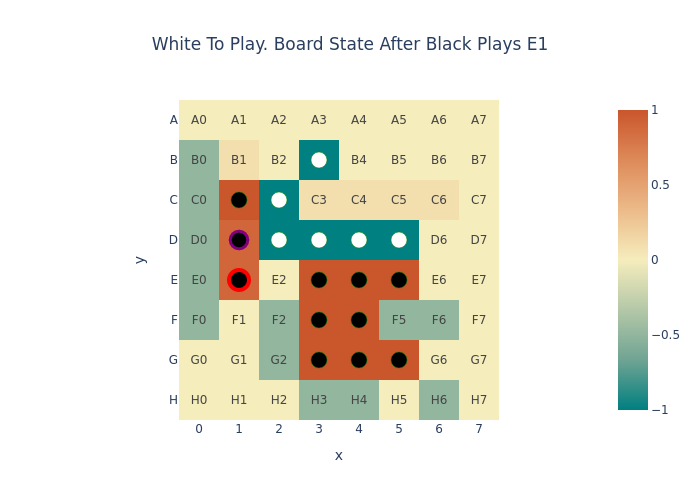 White To Play. Board State After Black Plays E1
A A0 A1 A2 A3 A4 A5 A6 A7
B B0 B1 B2 B4 B5 B6 B7
C C0 C3 C4 C5 C6 C7
D D0 D6 D7
E E0 E2 E6 E7
F F0 F1 F2 F5 F6 F7
G G0 G1 G2 G6 G7
H H0 H1 H2 H3 H4 H5 H6 H7
0 1 2 3 4 5 6 7
x
y
1
0.5
0
−0.5
−1